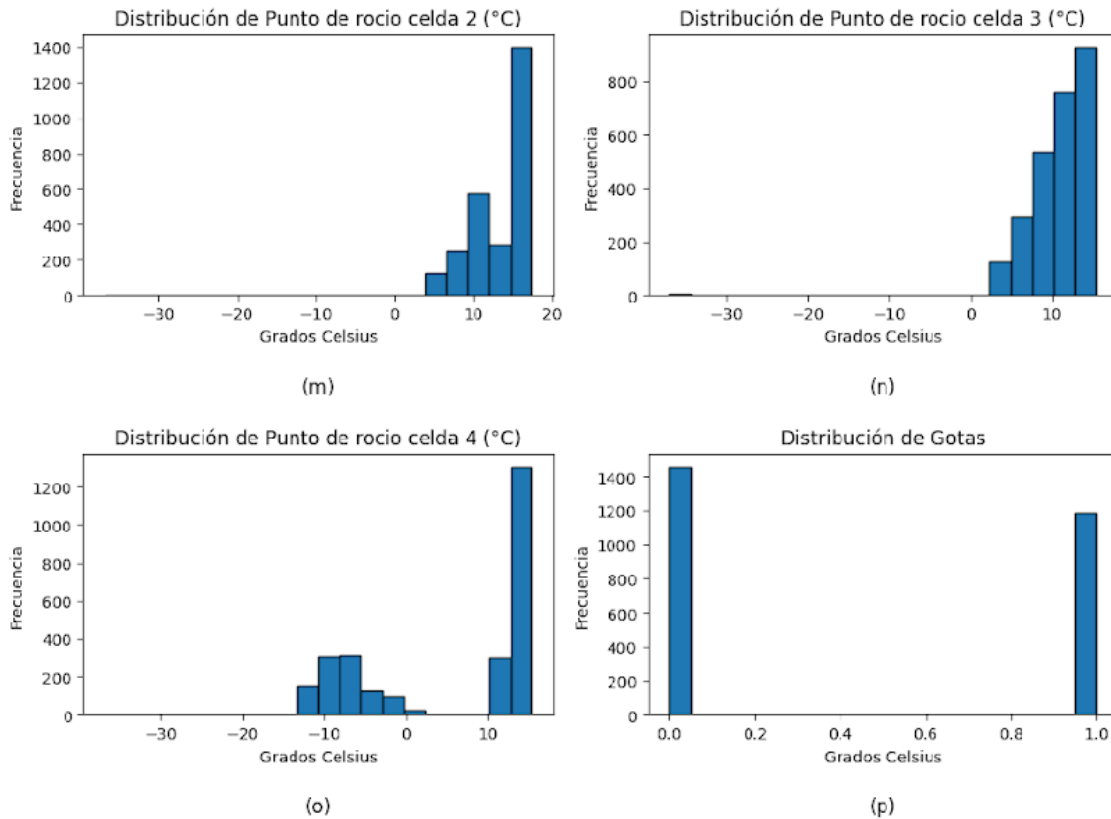 Distribución de Punto de rocio celda 2 (°C)
Frecuencia
1400
1200
1000
800
600
400
200
0
−30 −20 −10 0 10 20
Grados Celsius
(m)
Distribución de Punto de rocio celda 3 (°C)
Frecuencia
800
600
400
200
0
−30 −20 −10 0 10
Grados Celsius
(n)
Distribución de Punto de rocio celda 4 (°C)
Frecuencia
1200
1000
800
600
400
200
0
−30 −20 −10 0 10
Grados Celsius
(o)
Distribución de Gotas
Frecuencia
1400
1200
1000
800
600
400
200
0
0.0 0.2 0.4 0.6 0.8 1.0
Grados Celsius
(p)